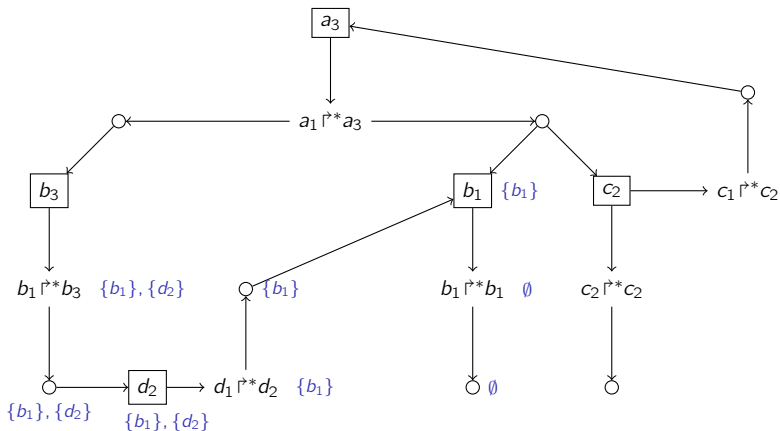 a₃
a₁ ↱* a₃
b₃
b₁ {b₁}
c₂
c₁ ↱* c₂
b₁ ↱* b₃ {b₁}, {d₂}
{b₁}
b₁ ↱* b₁ ∅
c₂ ↱* c₂
{b₁}, {d₂}
d₂
{b₁}, {d₂}
d₁ ↱* d₂ {b₁}
∅